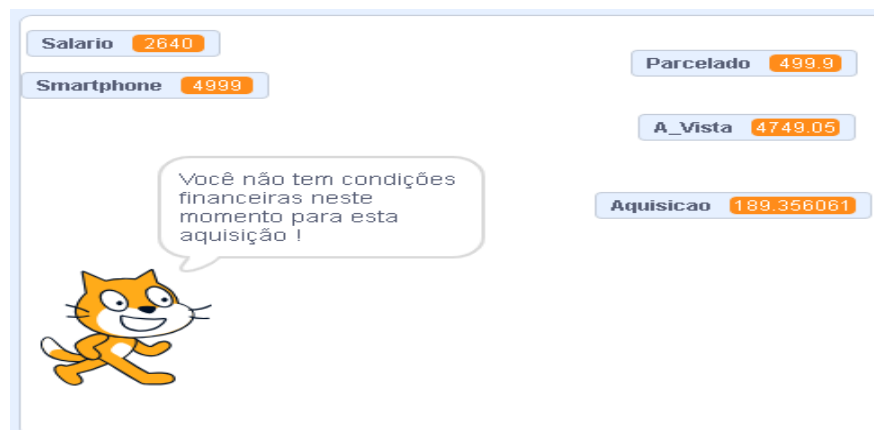 Salario 2640
Smartphone 4999
Parcelado 499.9
A_Vista 4749.05
Aquisicao 189.356061
Você não tem condições
financeiras neste
momento para esta
aquisição !